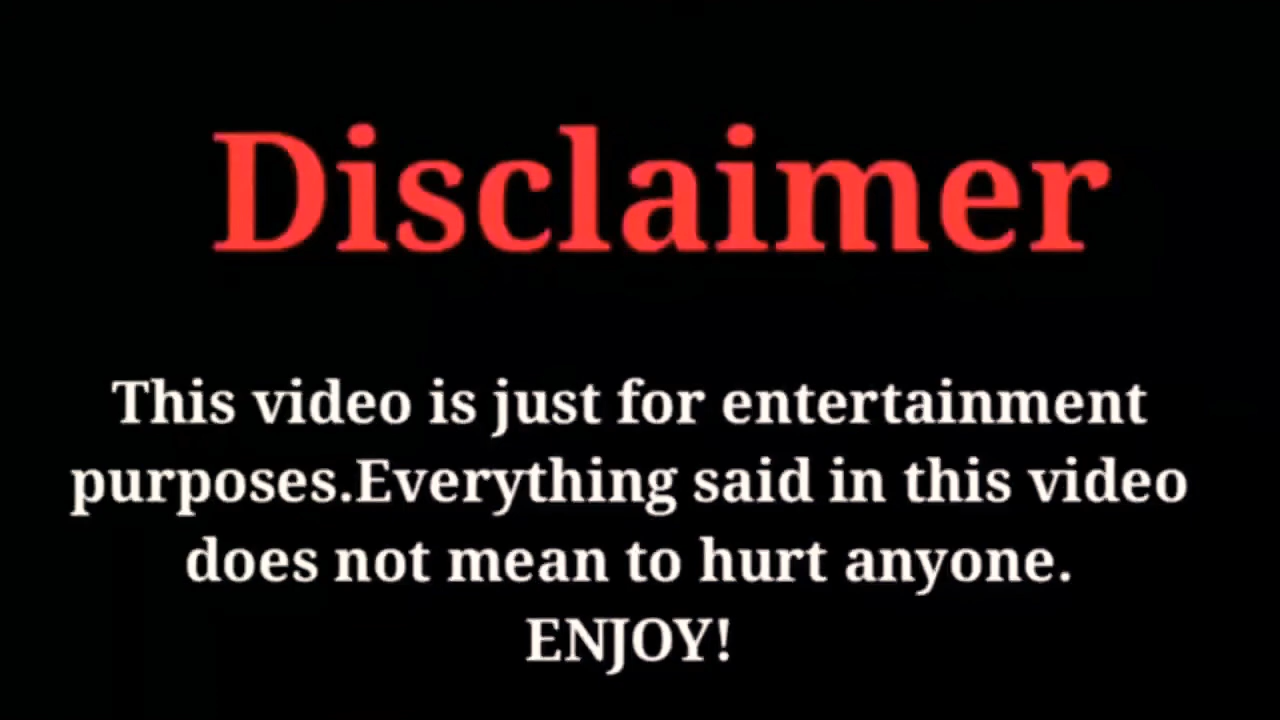 Disclaimer
This video is just for entertainment
purposes.Everything said in this video
does not mean to hurt anyone.
ENJOY!